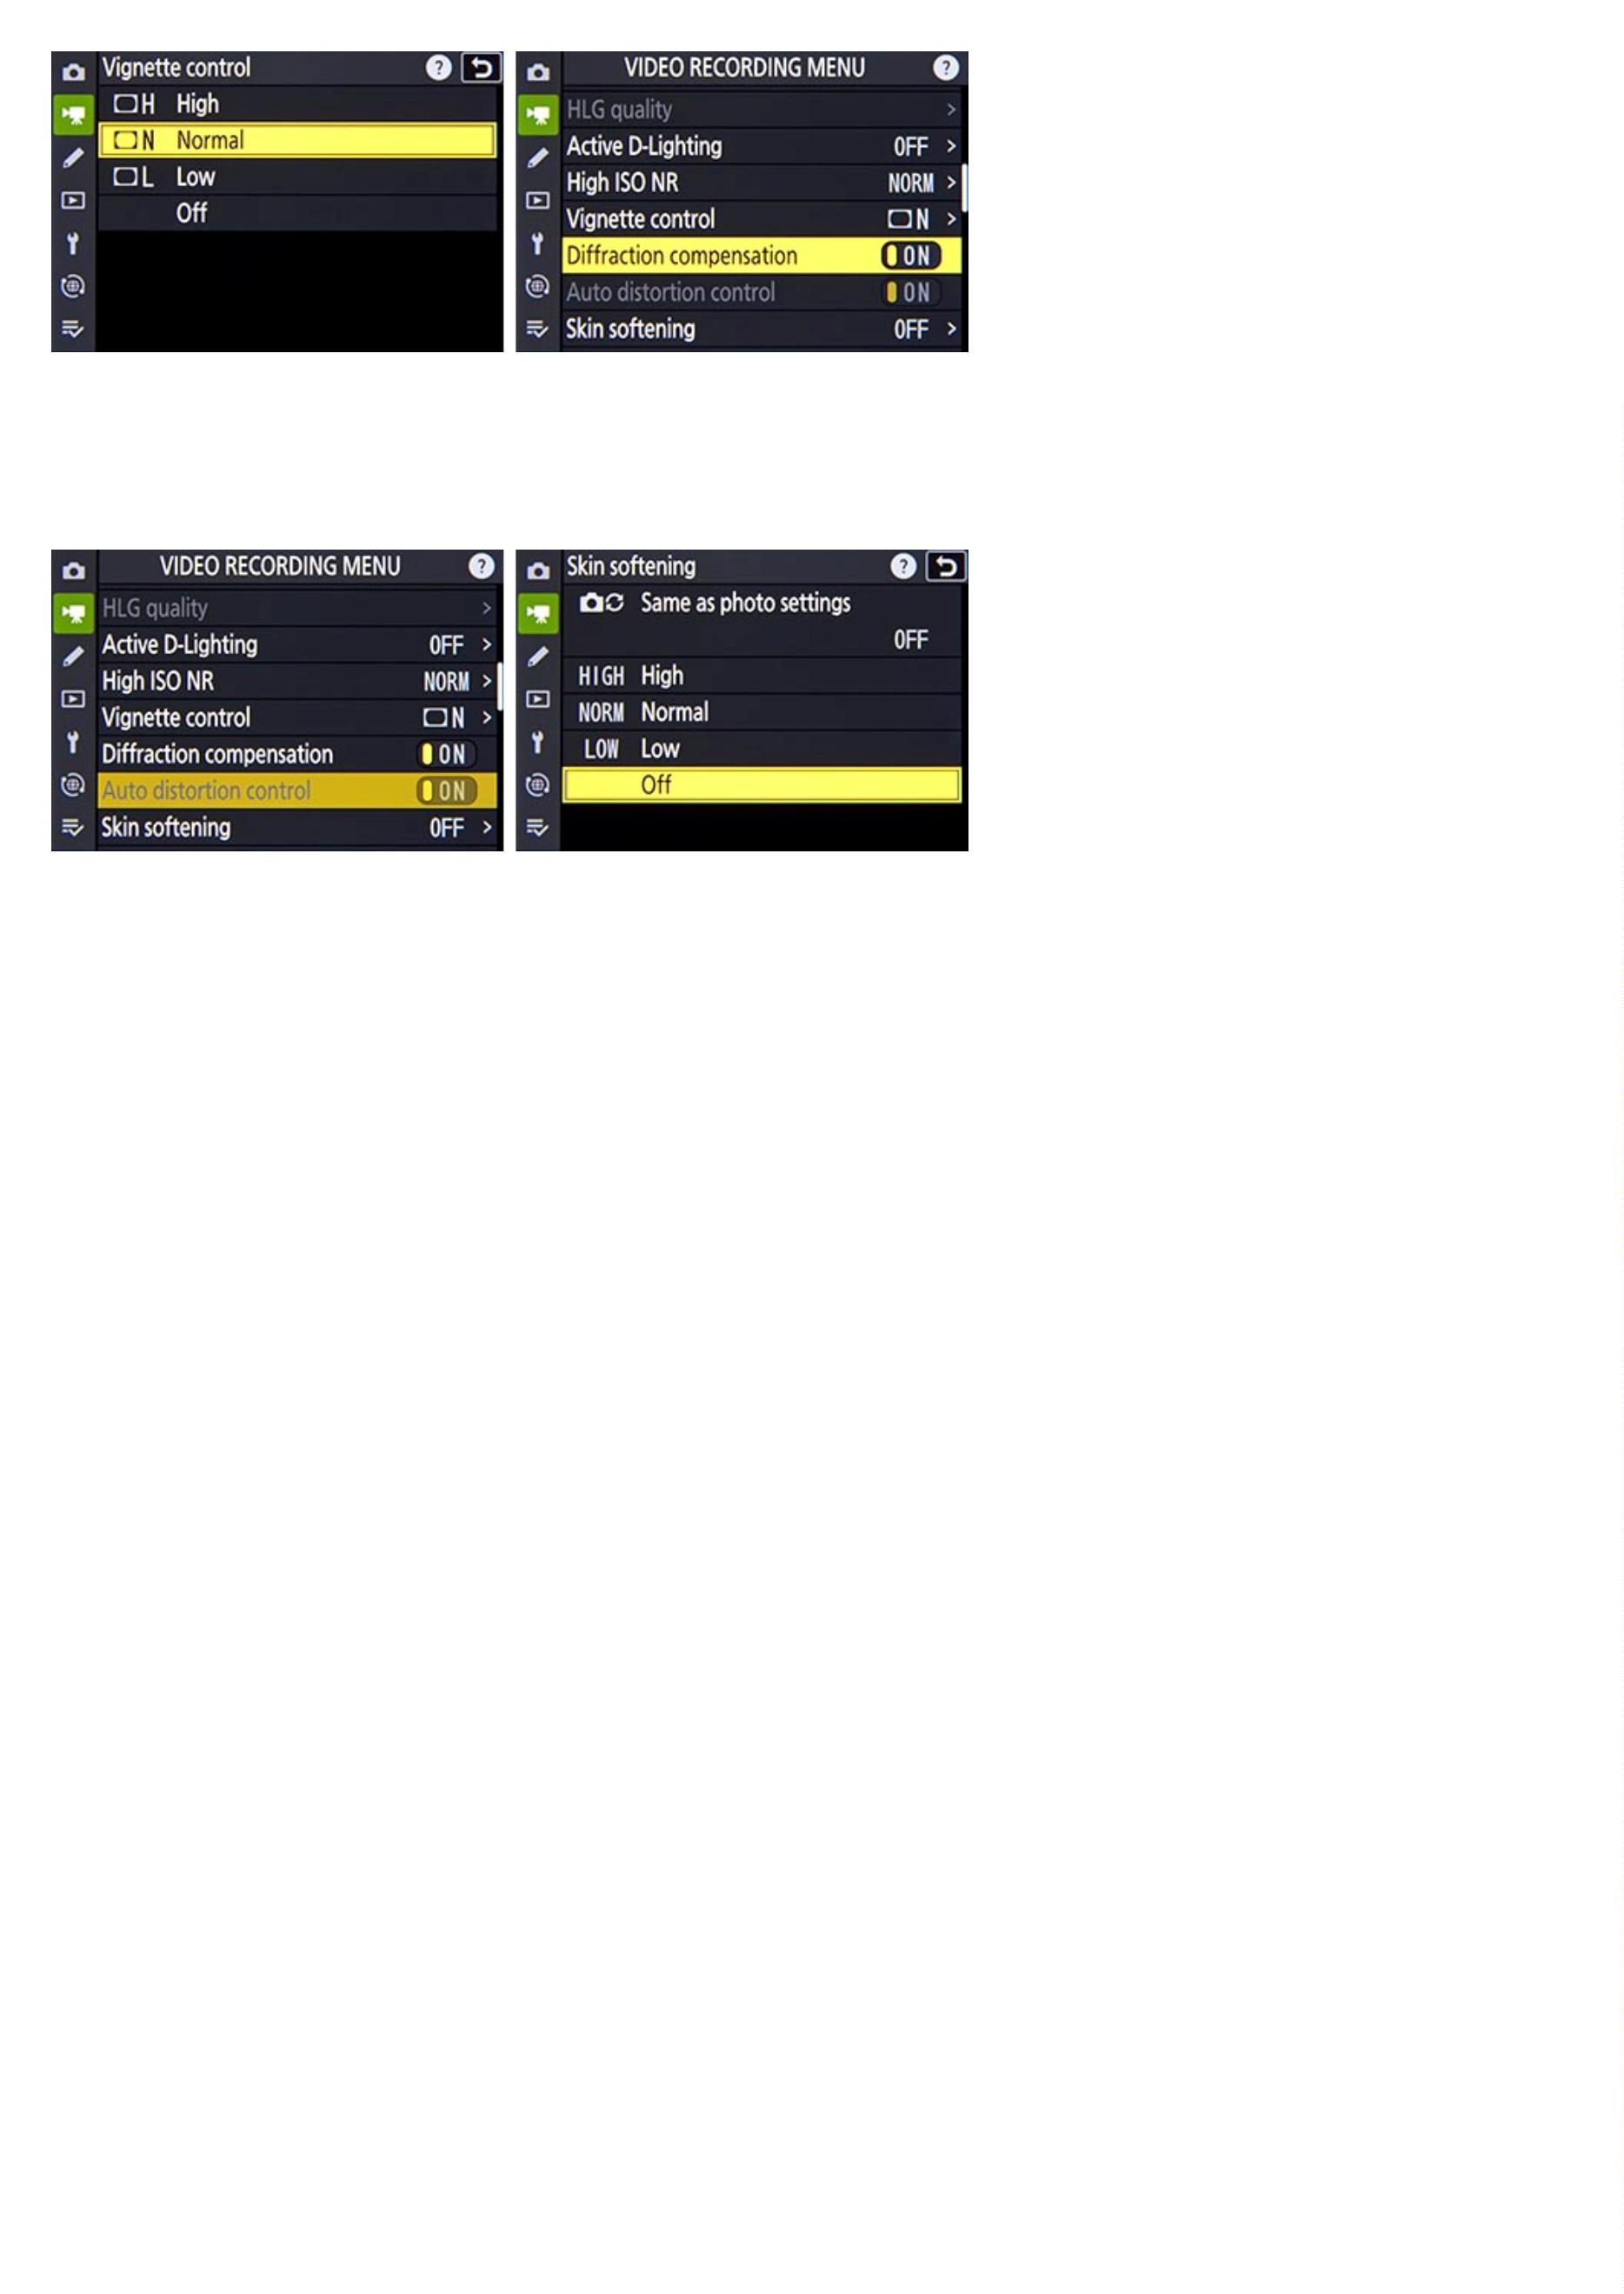 Vignette control ?
H High
N Normal
L Low
Off
VIDEO RECORDING MENU ?
HLG quality >
Active D-Lighting OFF >
High ISO NR NORM >
Vignette control N >
Diffraction compensation ON
Auto distortion control ON
Skin softening OFF >
VIDEO RECORDING MENU ?
HLG quality >
Active D-Lighting OFF >
High ISO NR NORM >
Vignette control N >
Diffraction compensation ON
Auto distortion control ON
Skin softening OFF >
Skin softening ?
Same as photo settings
OFF
HIGH High
NORM Normal
LOW Low
Off